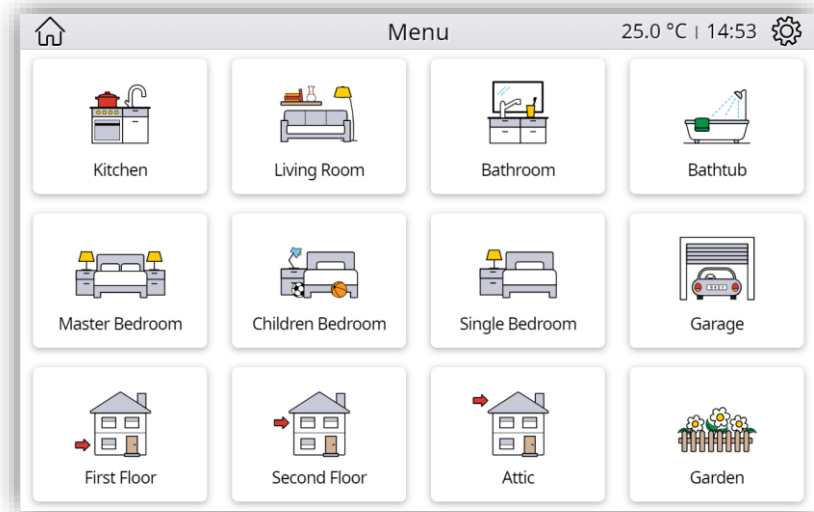 Menu 25.0 °C | 14:53
Kitchen
Living Room
Bathroom
Bathtub
Master Bedroom
Children Bedroom
Single Bedroom
Garage
First Floor
Second Floor
Attic
Garden